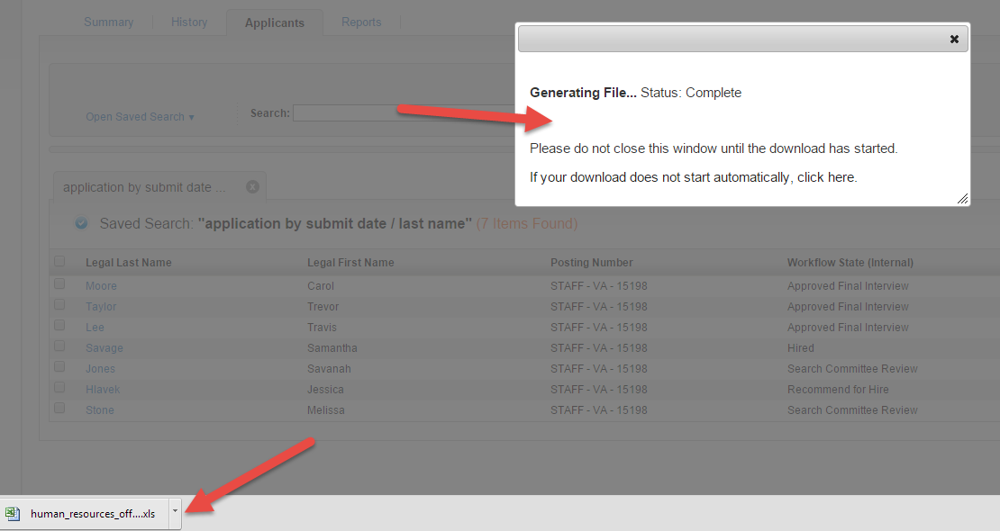 Summary History Applicants Reports
Generating File... Status: Complete
Open Saved Search ▾ Search:
Please do not close this window until the download has started.
If your download does not start automatically, click here.
application by submit date ... x
Saved Search: "application by submit date / last name" (7 Items Found)
Legal Last Name Legal First Name Posting Number Workflow State (Internal)
Moore Carol STAFF - VA - 15198 Approved Final Interview
Taylor Trevor STAFF - VA - 15198 Approved Final Interview
Lee Travis STAFF - VA - 15198 Approved Final Interview
Savage Samantha STAFF - VA - 15198 Hired
Jones Savanah STAFF - VA - 15198 Search Committee Review
Hlavek Jessica STAFF - VA - 15198 Recommend for Hire
Stone Melissa STAFF - VA - 15198 Search Committee Review
human_resources_off....xls